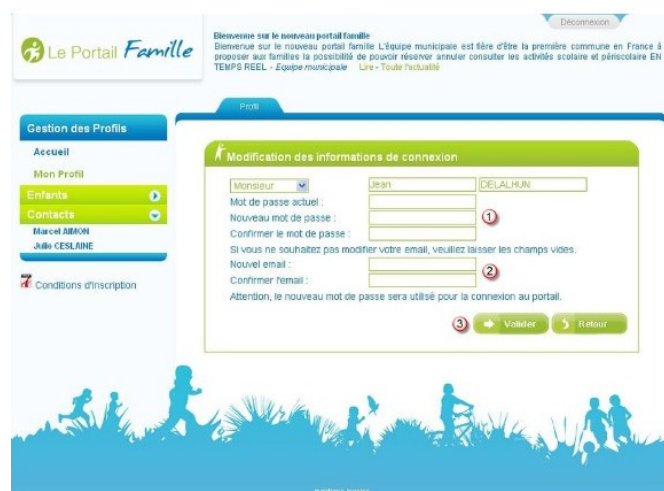 Déconnexion
Le Portail Famille
Bienvenue sur le nouveau portail famille
Bienvenue sur le nouveau portail famille L'équipe municipale est fière d'être la première commune en France à
proposer aux familles la possibilité de pouvoir réserver annuler consulter les activités scolaire et périscolaire EN
TEMPS REEL - Equipe municipale Lire - Toute l'actualité
Profil
Gestion des Profils
Accueil
Mon Profil
Enfants
Contacts
Marcel AIMON
Julie CESLAINE
Conditions d'inscription
Modification des informations de connexion
Monsieur Jean DELALHUN
Mot de passe actuel :
Nouveau mot de passe :
1
Confirmer le mot de passe :
Si vous ne souhaitez pas modifier votre email, veuillez laisser les champs vides.
Nouvel email :
2
Confirmer l'email :
Attention, le nouveau mot de passe sera utilisé pour la connexion au portail.
3 Valider Retour